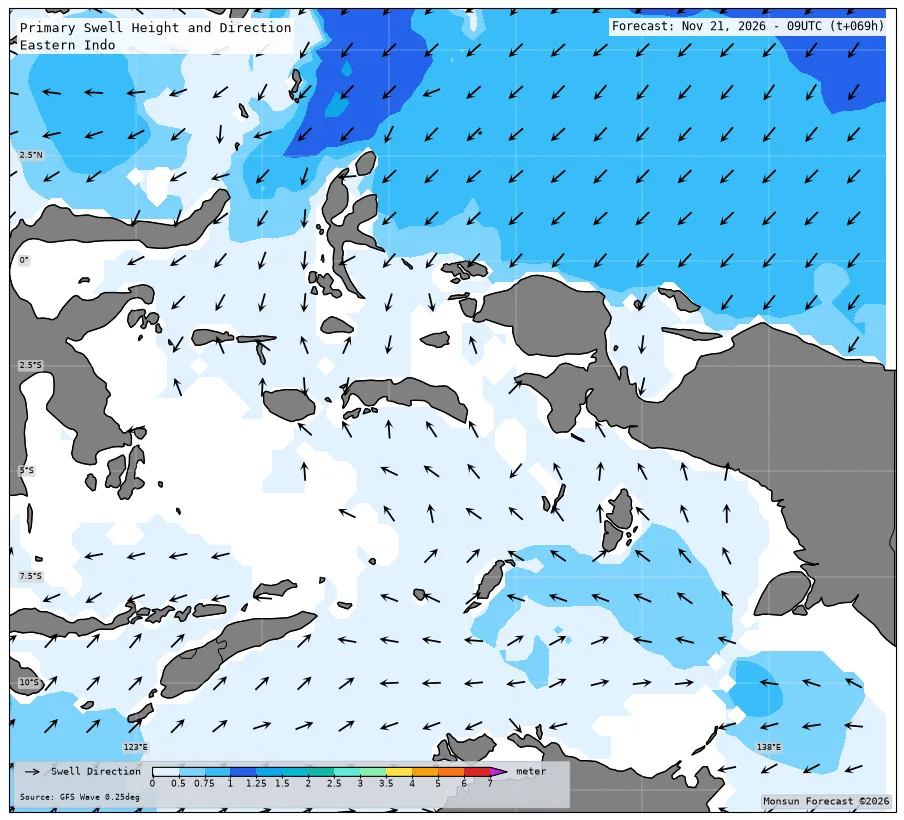 Primary Swell Height and Direction
Eastern Indo
Forecast: Nov 21, 2026 - 09UTC (t+069h)
2.5°N
0°
2.5°S
5°S
7.5°S
10°S
123°E
138°E
Swell Direction
0 0.5 0.75 1 1.25 1.5 2 2.5 3 3.5 4 5 6 7
meter
Source: GFS Wave 0.25deg
Monsun Forecast ©2026